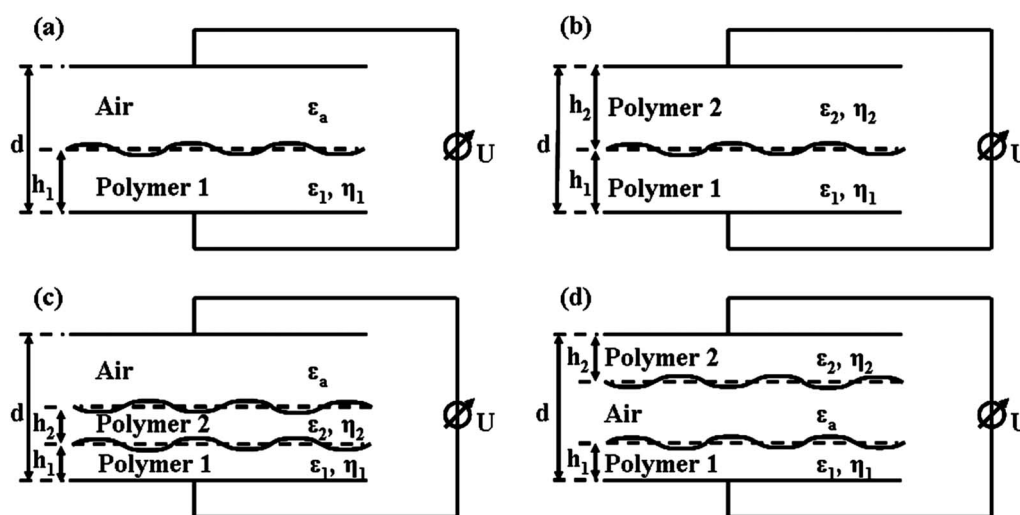 (a)
Air εₐ
d
h₁
Polymer 1 ε₁, η₁
U
(b)
h₂ Polymer 2 ε₂, η₂
d
h₁ Polymer 1 ε₁, η₁
U
(c)
Air εₐ
d
h₂ Polymer 2 ε₂, η₂
h₁ Polymer 1 ε₁, η₁
U
(d)
h₂ Polymer 2 ε₂, η₂
d
Air εₐ
h₁ Polymer 1 ε₁, η₁
U